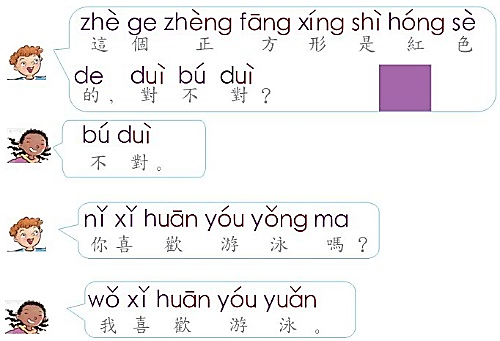 zhè ge zhèng fāng xíng shì hóng sè
這 個 正 方 形 是 紅 色
de duì bú duì
的 , 對 不 對 ?
bú duì
不 對 。
nǐ xǐ huān yóu yǒng ma
你 喜 歡 游 泳 嗎 ?
wǒ xǐ huān yóu yuǎn
我 喜 歡 游 泳 。